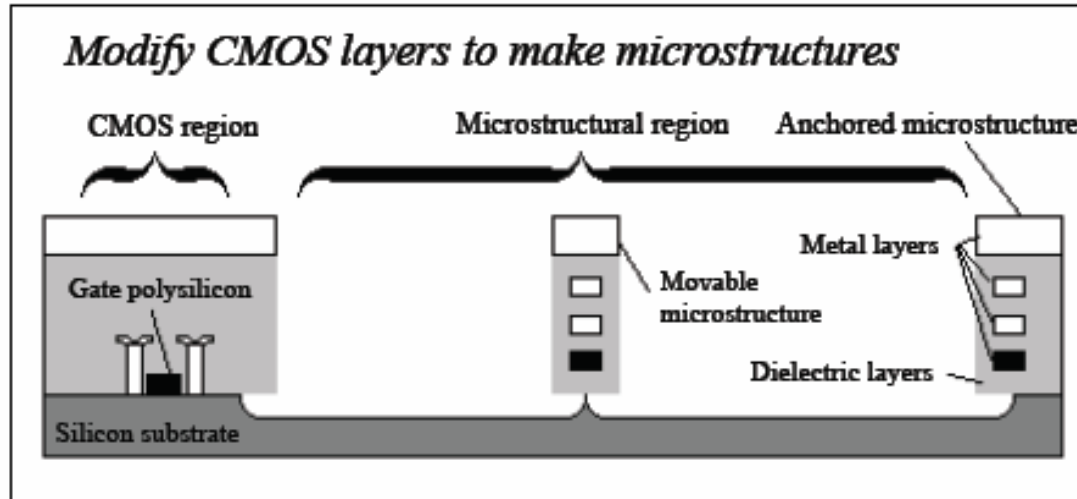 Modify CMOS layers to make microstructures
CMOS region
Microstructural region
Anchored microstructure
Metal layers
Gate polysilicon
Movable
microstructure
Dielectric layers
Silicon substrate